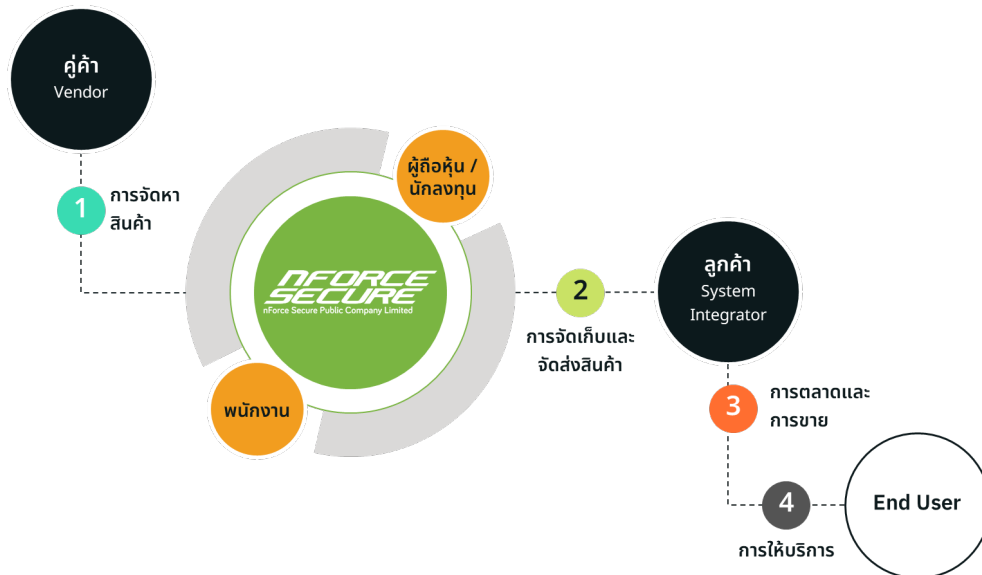 คู่ค้า
Vendor
1
การจัดหา
สินค้า
ผู้ถือหุ้น /
นักลงทุน
NFORCE
SECURE
nForce Secure Public Company Limited
พนักงาน
2
การจัดเก็บและ
จัดส่งสินค้า
ลูกค้า
System
Integrator
3
การตลาดและ
การขาย
4
การให้บริการ
End User